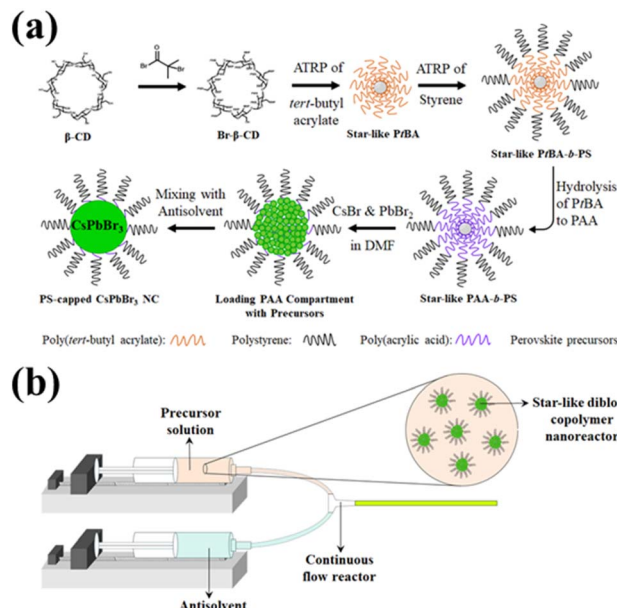 (a)
Br
O
Br
ATRP of
tert-butyl
acrylate
ATRP of
Styrene
β-CD
Br-β-CD
Star-like PtBA
Star-like PtBA-b-PS
Hydrolysis
of PtBA
to PAA
Mixing with
Antisolvent
CsBr & PbBr2
in DMF
CsPbBr3
PS-capped CsPbBr3 NC
Loading PAA Compartment
with Precursors
Star-like PAA-b-PS
Poly(tert-butyl acrylate):
Polystyrene:
Poly(acrylic acid):
Perovskite precursors
(b)
Precursor
solution
Star-like diblo
copolymer
nanoreactor
Continuous
flow reactor
Antisolvent